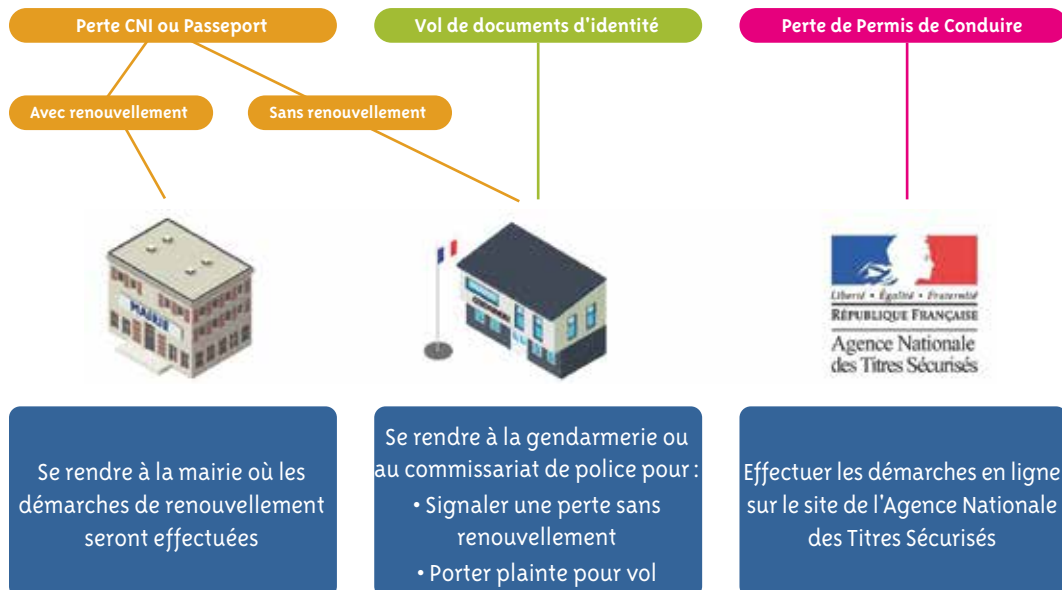 Perte CNI ou Passeport
Vol de documents d'identité
Perte de Permis de Conduire
Avec renouvellement
Sans renouvellement
MAIRIE
Liberté • Égalité • Fraternité
RÉPUBLIQUE FRANÇAISE
Agence Nationale
des Titres Sécurisés
Se rendre à la mairie où les
démarches de renouvellement
seront effectuées
Se rendre à la gendarmerie ou
au commissariat de police pour :
• Signaler une perte sans
renouvellement
• Porter plainte pour vol
Effectuer les démarches en ligne
sur le site de l'Agence Nationale
des Titres Sécurisés